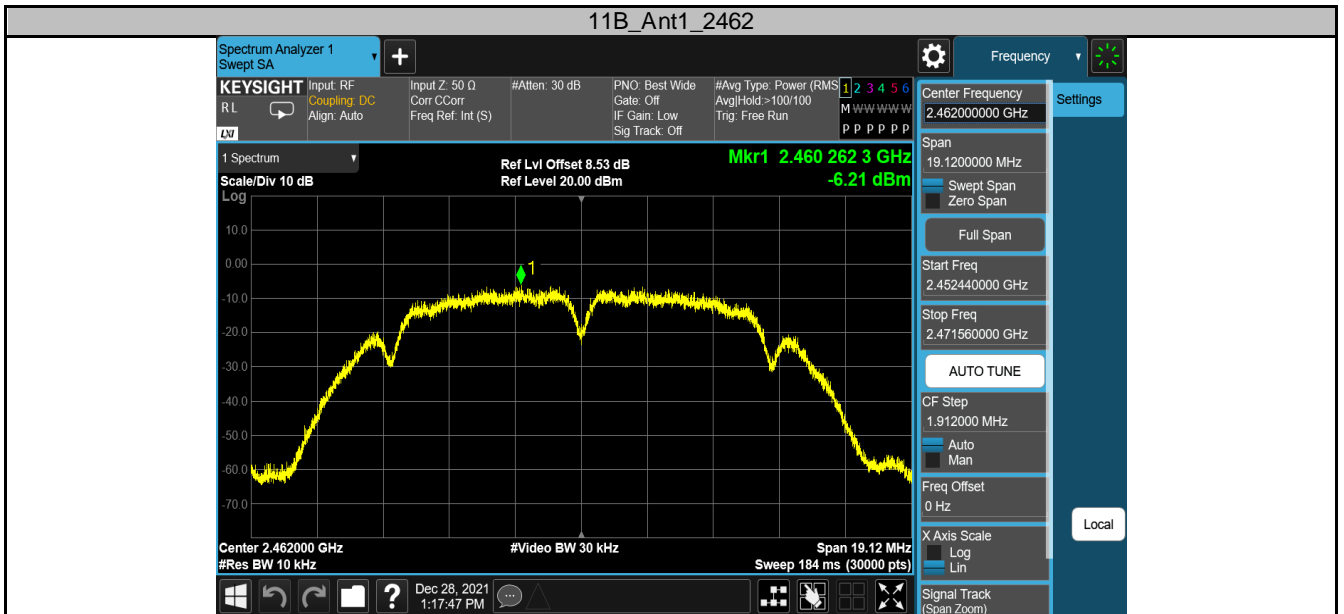 11B_Ant1_2462
Spectrum Analyzer 1
Swept SA
+
Frequency
KEYSIGHT
R L
LXI
Input: RF
Coupling: DC
Align: Auto
Input Z: 50 Ω
Corr CCorr
Freq Ref: Int (S)
#Atten: 30 dB
PNO: Best Wide
Gate: Off
IF Gain: Low
Sig Track: Off
#Avg Type: Power (RMS
Avg|Hold:>100/100
Trig: Free Run
1 2 3 4 5 6
M W W W W W
P P P P P P
1 Spectrum
Scale/Div 10 dB
Ref Lvl Offset 8.53 dB
Ref Level 20.00 dBm
Mkr1 2.460 262 3 GHz
-6.21 dBm
Log
10.0
0.00
-10.0
-20.0
-30.0
-40.0
-50.0
-60.0
-70.0
1
Center 2.462000 GHz
#Res BW 10 kHz
#Video BW 30 kHz
Span 19.12 MHz
Sweep 184 ms (30000 pts)
?
Dec 28, 2021
1:17:47 PM
Center Frequency
2.462000000 GHz
Span
19.1200000 MHz
Swept Span
Zero Span
Full Span
Start Freq
2.452440000 GHz
Stop Freq
2.471560000 GHz
AUTO TUNE
CF Step
1.912000 MHz
Auto
Man
Freq Offset
0 Hz
X Axis Scale
Log
Lin
Signal Track
(Span Zoom)
Settings
Local